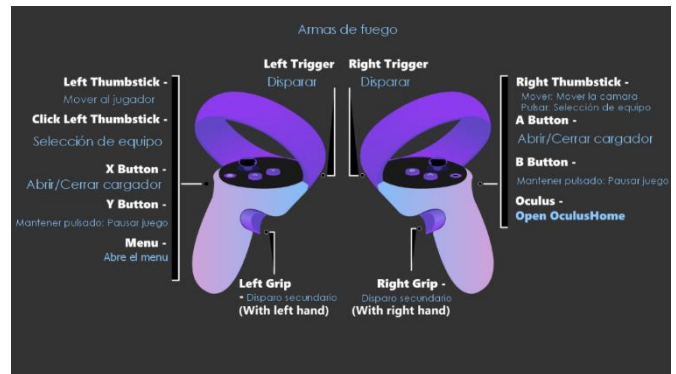 Armas de fuego
Left Trigger
Disparar
Right Trigger
Disparar
Left Thumbstick -
Mover al jugador
Click Left Thumbstick -
Selección de equipo
X Button -
Abrir/Cerrar cargador
Y Button -
Mantener pulsado: Pausar juego
Menu -
Abre el menu
Left Grip
• Disparo secundario
(With left hand)
Right Grip -
Disparo secundario
(With right hand)
Right Thumbstick -
Mover: Mover la camara
Pulsar: Selección de equipo
A Button -
Abrir/Cerrar cargador
B Button -
Mantener pulsado: Pausar juego
Oculus -
Open OculusHome